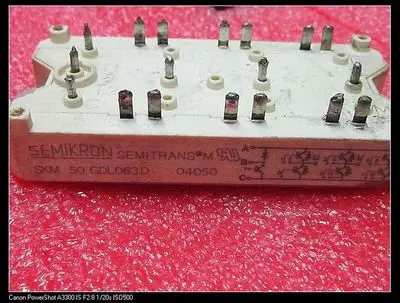 SEMIKRON SEMITRANS® M
SKM 50 GDL063D 04050
A
B
C
Canon PowerShot A3300 IS F2.8 1/20s ISO500